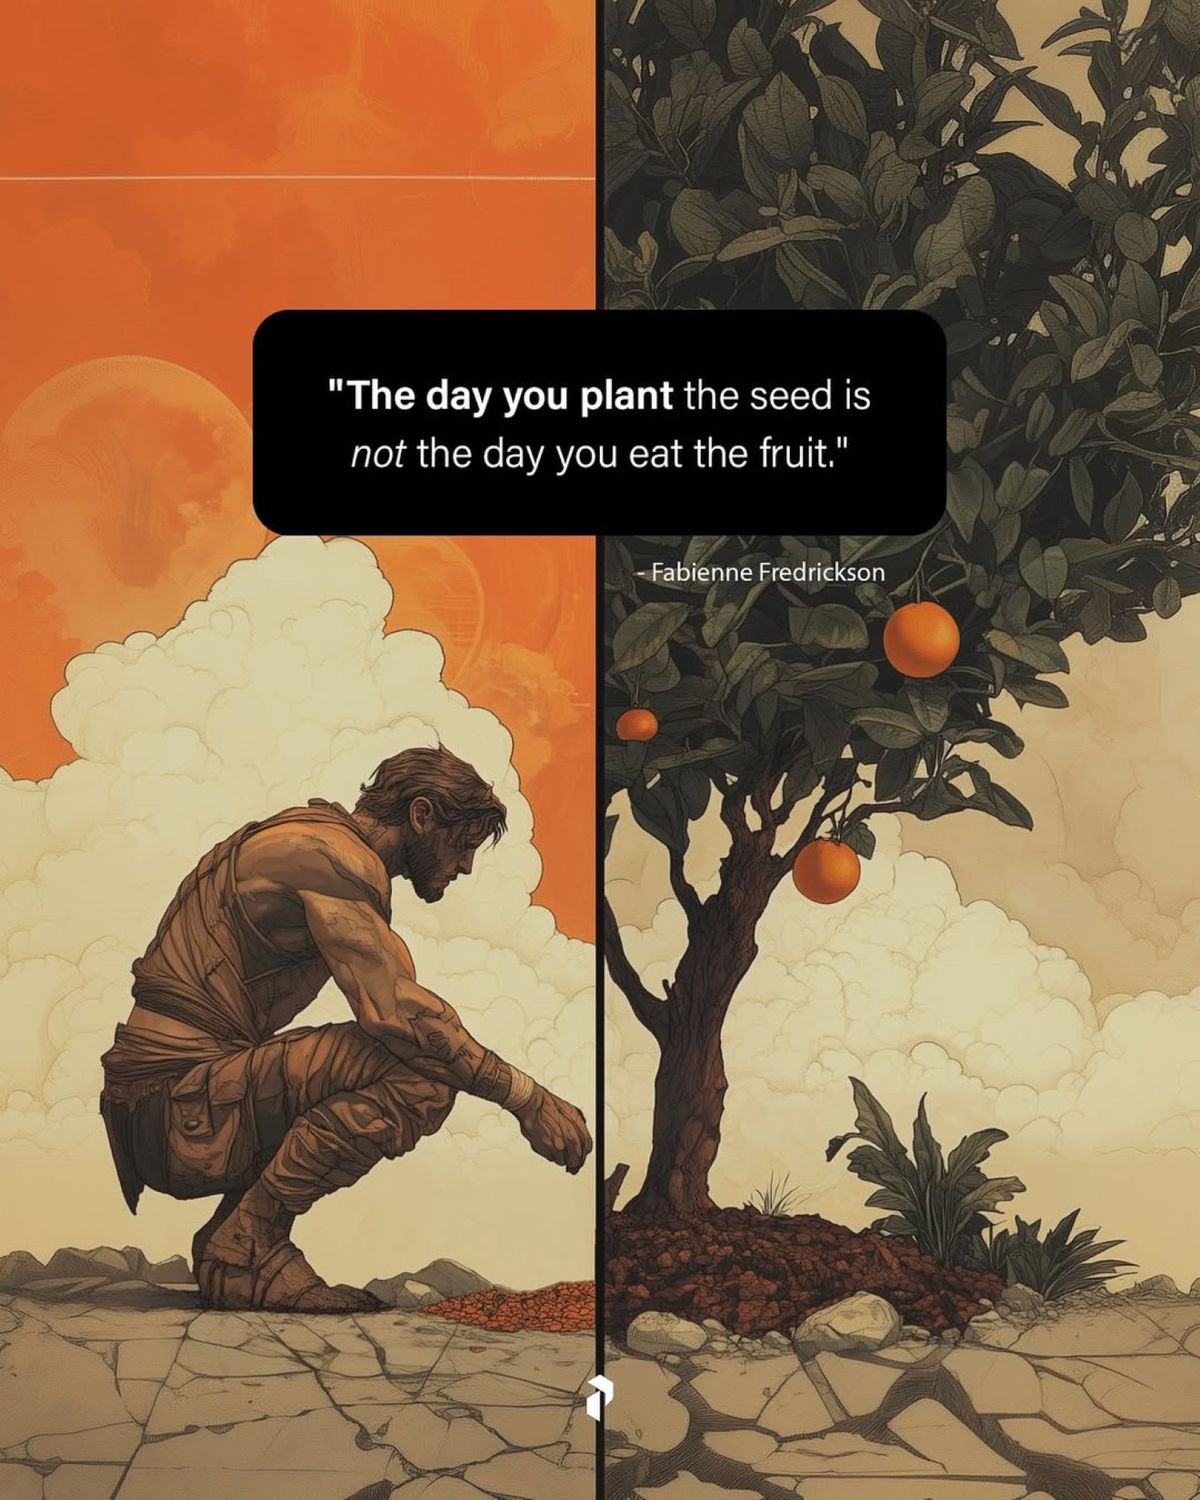 "The day you plant the seed is
not the day you eat the fruit."
- Fabienne Fredrickson